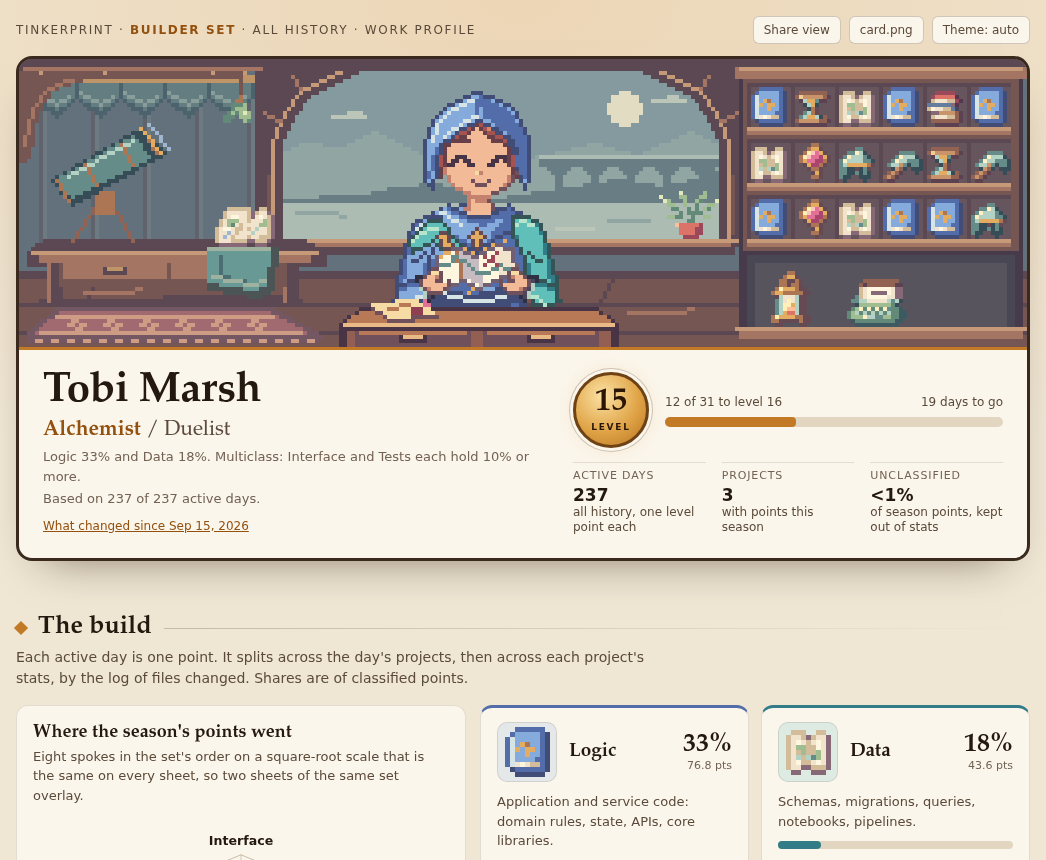 TINKERPRINT · BUILDER SET · ALL HISTORY · WORK PROFILE
Share view
card.png
Theme: auto
Tobi Marsh
Alchemist / Duelist
Logic 33% and Data 18%. Multiclass: Interface and Tests each hold 10% or
more.
Based on 237 of 237 active days.
What changed since Sep 15, 2026
15
LEVEL
12 of 31 to level 16
19 days to go
ACTIVE DAYS
237
all history, one level
point each
PROJECTS
3
with points this
season
UNCLASSIFIED
<1%
of season points, kept
out of stats
The build
Each active day is one point. It splits across the day's projects, then across each project's
stats, by the log of files changed. Shares are of classified points.
Where the season's points went
Eight spokes in the set's order on a square-root scale that is
the same on every sheet, so two sheets of the same set
overlay.
Interface
Logic
33%
76.8 pts
Application and service code:
domain rules, state, APIs, core
libraries.
Data
18%
43.6 pts
Schemas, migrations, queries,
notebooks, pipelines.